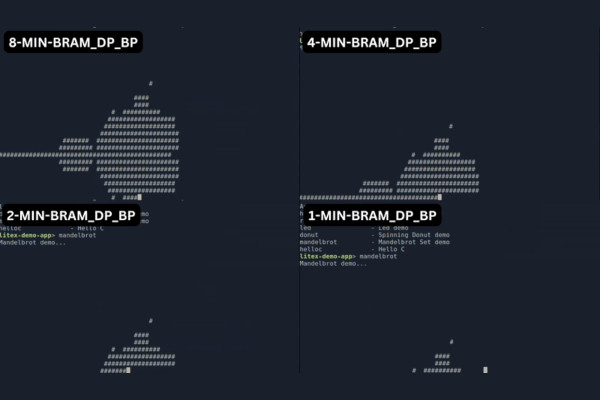 8-MIN-BRAM_DP_BP
4-MIN-BRAM_DP_BP
2-MIN-BRAM_DP_BP
helloc - Hello C
litex-demo-app> mandelbrot
Mandelbrot demo...
1-MIN-BRAM_DP_BP
led - Led demo
donut - Spinning Donut demo
mandelbrot - Mandelbrot Set demo
helloc - Hello C
litex-demo-app> mandelbrot
Mandelbrot demo...